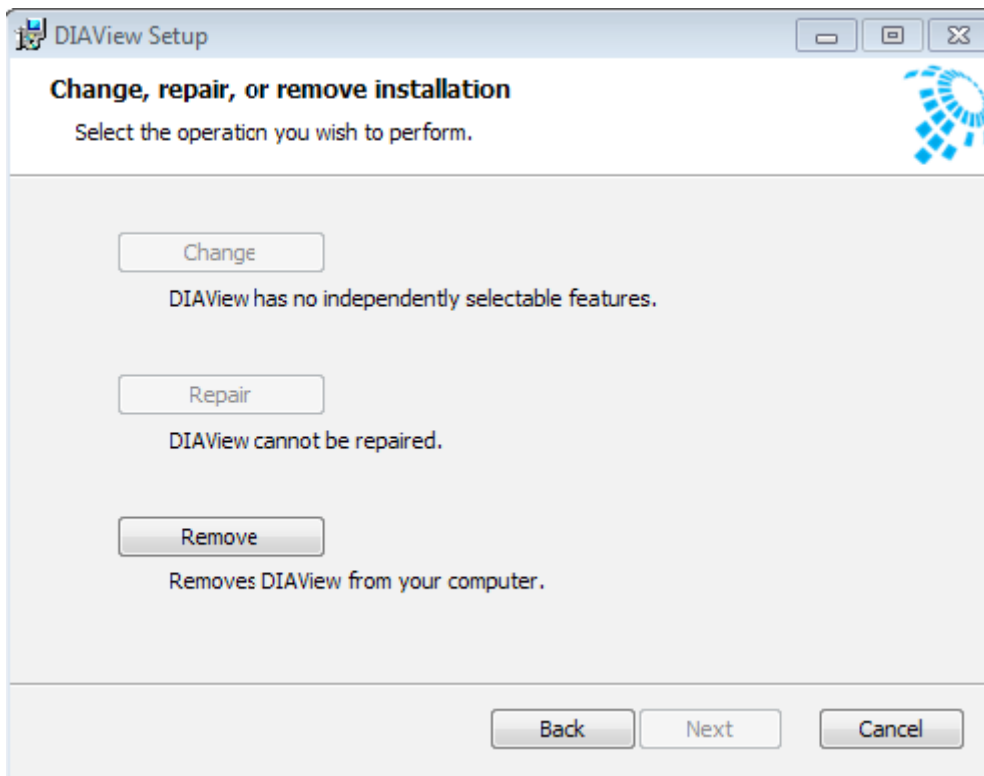 DIAView Setup
Change, repair, or remove installation
Select the operation you wish to perform.
Change
DIAView has no independently selectable features.
Repair
DIAView cannot be repaired.
Remove
Removes DIAView from your computer.
Back Next Cancel